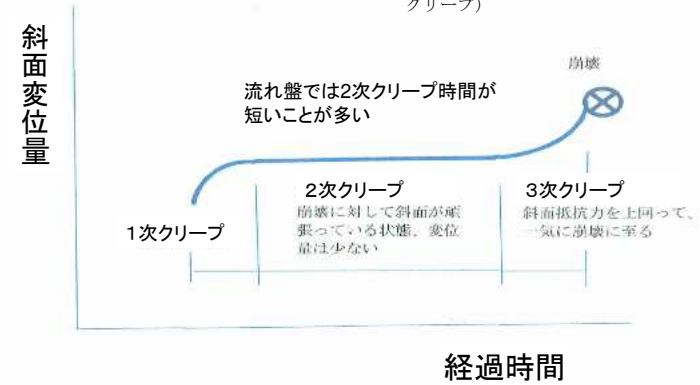 クリープ）
斜面変位量
崩壊
流れ盤では2次クリープ時間が
短いことが多い
1次クリープ
2次クリープ
崩壊に対して斜面が頑
張っている状態、変位
量は少ない
3次クリープ
斜面抵抗力を上回って、
一気に崩壊に至る
経過時間